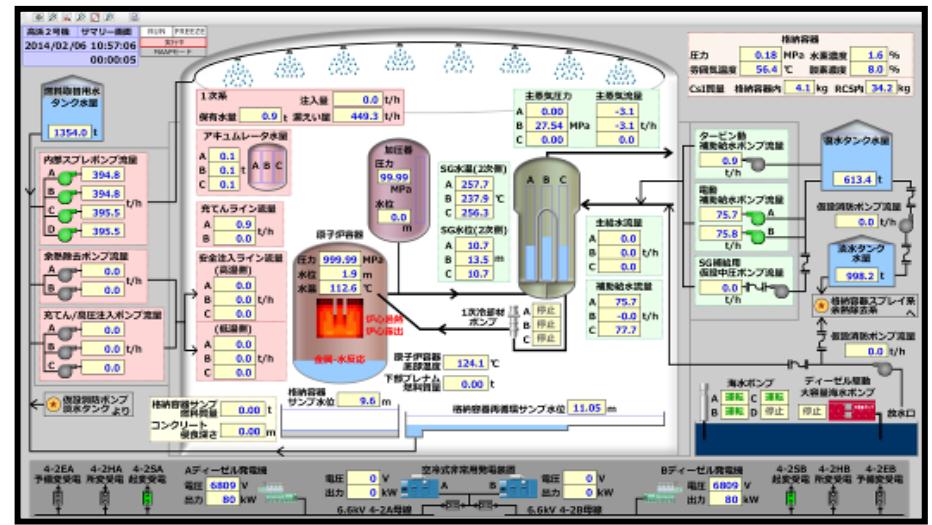 高浜2号機 サマリー画面
RUN FREEZE
2014/02/06 10:57:06
実行中
MAAPモード
00:00:05
格納容器
圧力 0.18 MPa 水素濃度 1.6 %
雰囲気温度 56.4 ℃ 酸素濃度 8.0 %
CsI質量 格納容器内 4.1 kg RCS内 34.2 kg
燃料取替用水
タンク水量
1354.0 t
1次系 注入量 0.0 t/h
保有水量 0.9 t 漏えい量 449.3 t/h
アキュムレータ水量
A 0.1
B 0.1 t
C 0.1
A B C
加圧器
圧力
99.99
MPa
水位
0.0
m
主蒸気圧力 主蒸気流量
A 0.00 -3.1
B 27.54 MPa -3.1 t/h
C 0.00 0.0
SG水温(2次側)
A 257.7
B 237.9 ℃
C 256.3
SG水位(2次側)
A 10.7
B 13.5 m
C 10.7
A B C
タービン動
補助給水ポンプ流量
0.9
t/h
電動
補助給水ポンプ流量
75.7 A
75.8 B
t/h
SG補給用
仮設中圧ポンプ流量
0.0
t/h
復水タンク水量
613.4 t
仮設消防ポンプ流量
0.0 t/h
淡水タンク
水量
998.2 t
格納容器スプレイ系
余熱除去系 へ
仮設消防ポンプ流量
0.0 t/h
内部スプレポンプ流量
A 394.8
B 394.8
C 395.5 t/h
D 395.5
余熱除去ポンプ流量
A 0.0
B 0.0
t/h
充てん/高圧注入ポンプ流量
A 0.0
B 0.0
C 0.0
t/h
仮設消防ポンプ
淡水タンク より
充てんライン流量
A 0.9
B 0.0 t/h
安全注入ライン流量
(高温側)
A 0.0
B 0.0 t/h
C 0.0
(低温側)
A 0.0
B 0.0 t/h
C 0.0
原子炉容器
圧力 999.99 MPa
水位 1.9 m
水温 112.6 ℃
炉心過熱
炉心露出
金属-水反応
主給水流量
A 0.0
B 0.0 t/h
C 0.0
補助給水流量
A 75.7
B -0.0 t/h
C 77.7
1次冷却材
ポンプ
A 停止
B 停止
C 停止
原子炉容器
底部温度 124.1 ℃
下部プレナム
燃料質量 0.00 t
格納容器サンプ
燃料質量 0.00 t
コンクリート
侵食深さ 0.00 m
格納容器
サンプ水位 9.6 m
格納容器再循環サンプ水位 11.05 m
海水ポンプ
A 運転 C 運転
B 運転 D 停止
ディーゼル駆動
大容量海水ポンプ
停止
放水口
4-2EA 4-2HA 4-2SA
予備変受電 所変受電 起変受電
Aディーゼル発電機
電圧 6809 V
出力 80 kW
電圧 0 V
出力 0 kW
空冷式非常用発電装置
A B
電圧 0 V
出力 0 kW
Bディーゼル発電機
電圧 6809 V
出力 80 kW
4-2SB 4-2HB 4-2EB
起変受電 所変受電 予備変受電
6.6kV 4-2A母線
6.6kV 4-2B母線